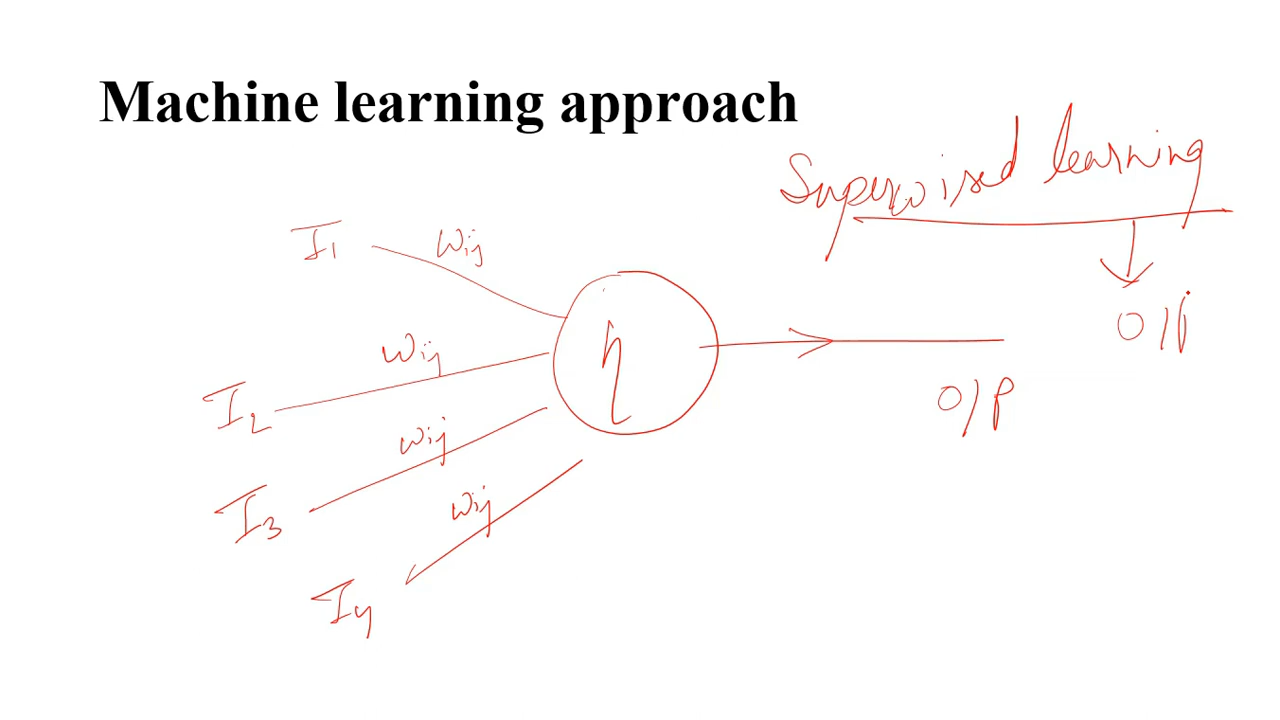 Machine learning approach
Supervised learning
I1 Wij
I2 Wij
η
O/P
O/P
I3 Wij
I4 Wij